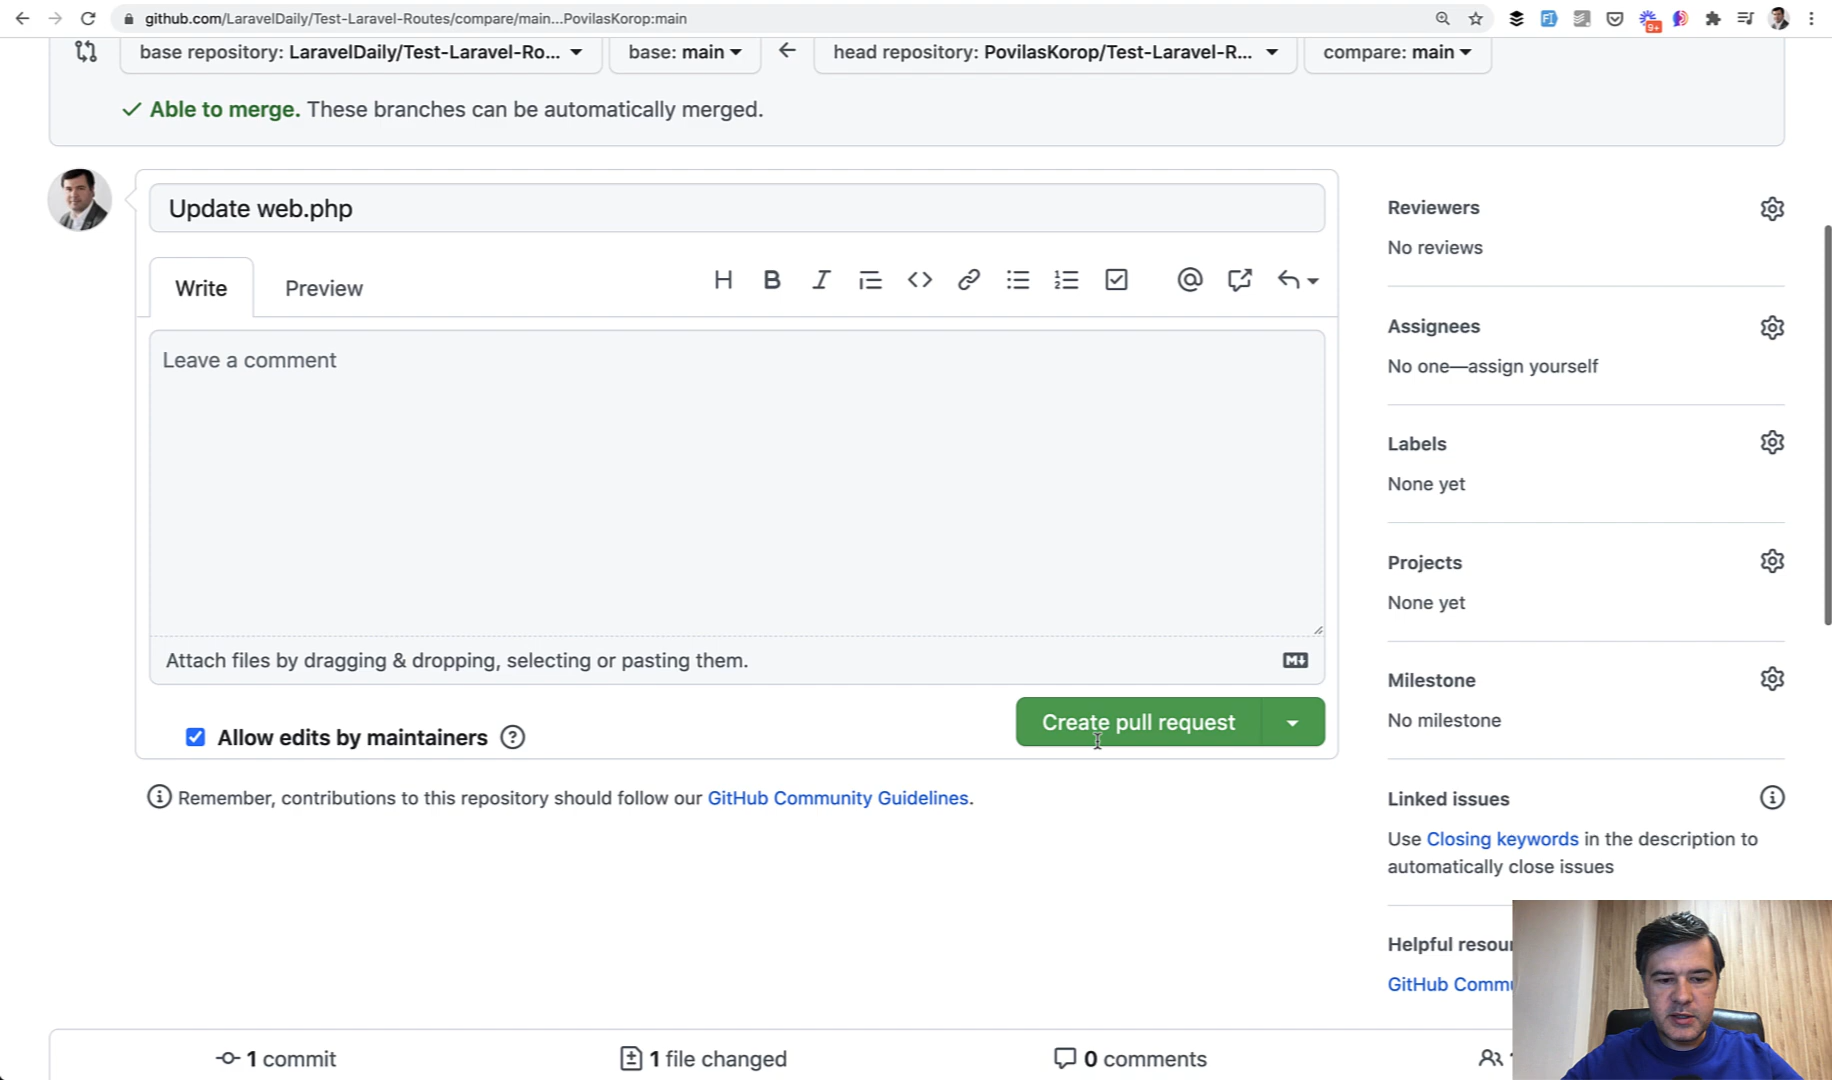 github.com/LaravelDaily/Test-Laravel-Routes/compare/main...PovilasKorop:main
9+
base repository: LaravelDaily/Test-Laravel-Ro...
base: main
head repository: PovilasKorop/Test-Laravel-R...
compare: main
Able to merge. These branches can be automatically merged.
Update web.php
Write
Preview
Leave a comment
Attach files by dragging & dropping, selecting or pasting them.
Allow edits by maintainers
Create pull request
Remember, contributions to this repository should follow our GitHub Community Guidelines.
Reviewers
No reviews
Assignees
No one—assign yourself
Labels
None yet
Projects
None yet
Milestone
No milestone
Linked issues
Use Closing keywords in the description to
automatically close issues
Helpful
GitHub
1 commit
1 file changed
0 comments